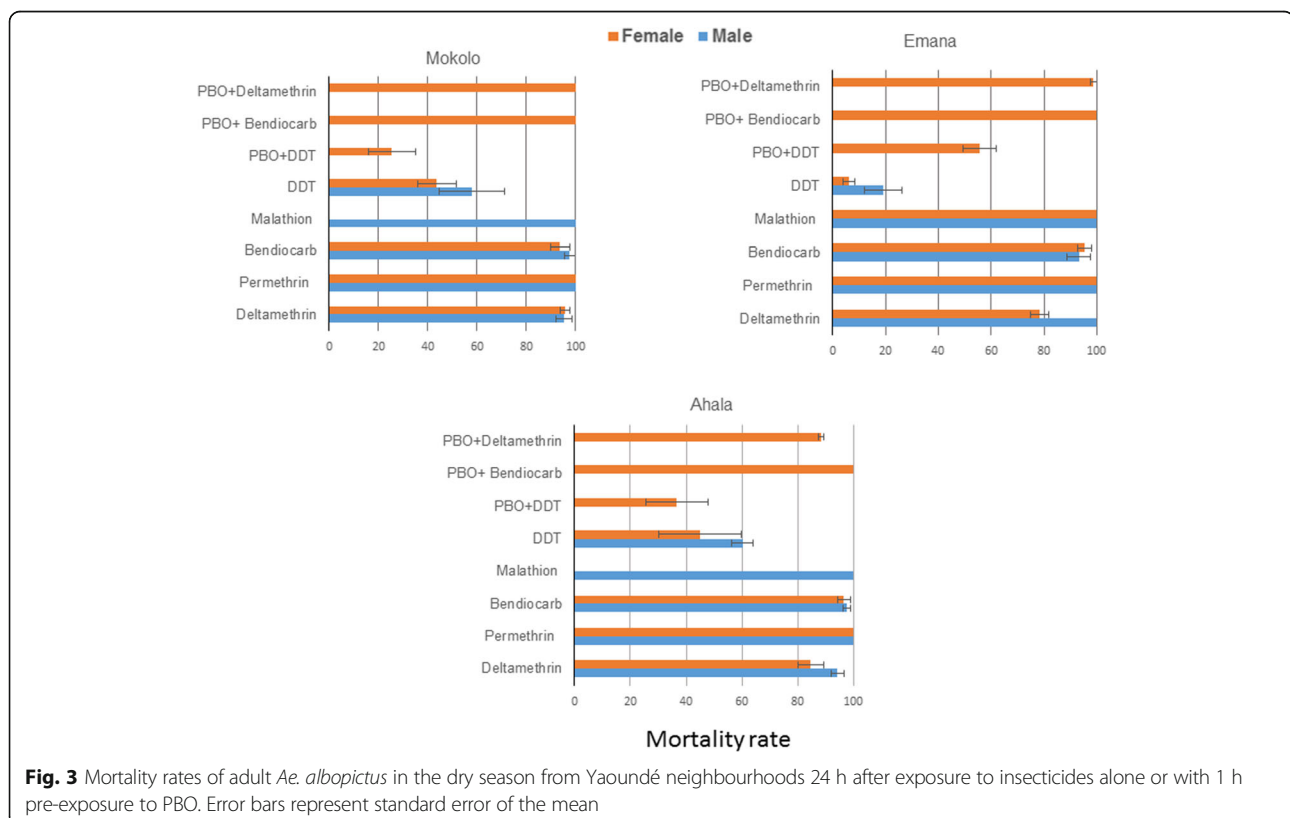 Female Male
Mokolo
PBO+Deltamethrin
PBO+ Bendiocarb
PBO+DDT
DDT
Malathion
Bendiocarb
Permethrin
Deltamethrin
0 20 40 60 80 100
Emana
PBO+Deltamethrin
PBO+ Bendiocarb
PBO+DDT
DDT
Malathion
Bendiocarb
Permethrin
Deltamethrin
0 20 40 60 80 100
Ahala
PBO+Deltamethrin
PBO+ Bendiocarb
PBO+DDT
DDT
Malathion
Bendiocarb
Permethrin
Deltamethrin
0 20 40 60 80 100
Mortality rate
Fig. 3 Mortality rates of adult Ae. albopictus in the dry season from Yaoundé neighbourhoods 24 h after exposure to insecticides alone or with 1 h
pre-exposure to PBO. Error bars represent standard error of the mean